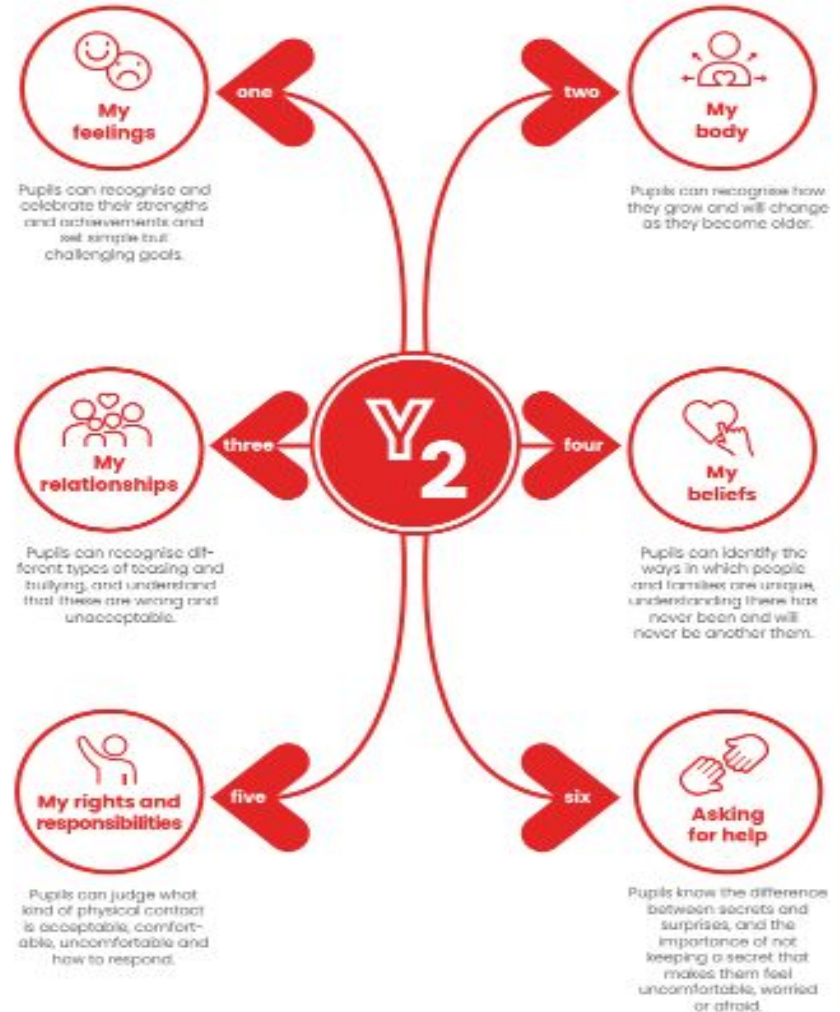 one
My
feelings
Pupils can recognise and
celebrate their strengths
and achievements and
set simple but
challenging goals.
two
My
body
Pupils can recognise how
they grow and will change
as they become older.
Y2
three
My
relationships
Pupils can recognise dif-
ferent types of teasing and
bullying, and understand
that these are wrong and
unacceptable.
four
My
beliefs
Pupils can identify the
ways in which people
and families are unique,
understanding there has
never been and will
never be another them.
five
My rights and
responsibilities
Pupils can judge what
kind of physical contact
is acceptable, comfort-
able, uncomfortable and
how to respond.
six
Asking
for help
Pupils know the difference
between secrets and
surprises, and the
importance of not
keeping a secret that
makes them feel
uncomfortable, worried
or afraid.